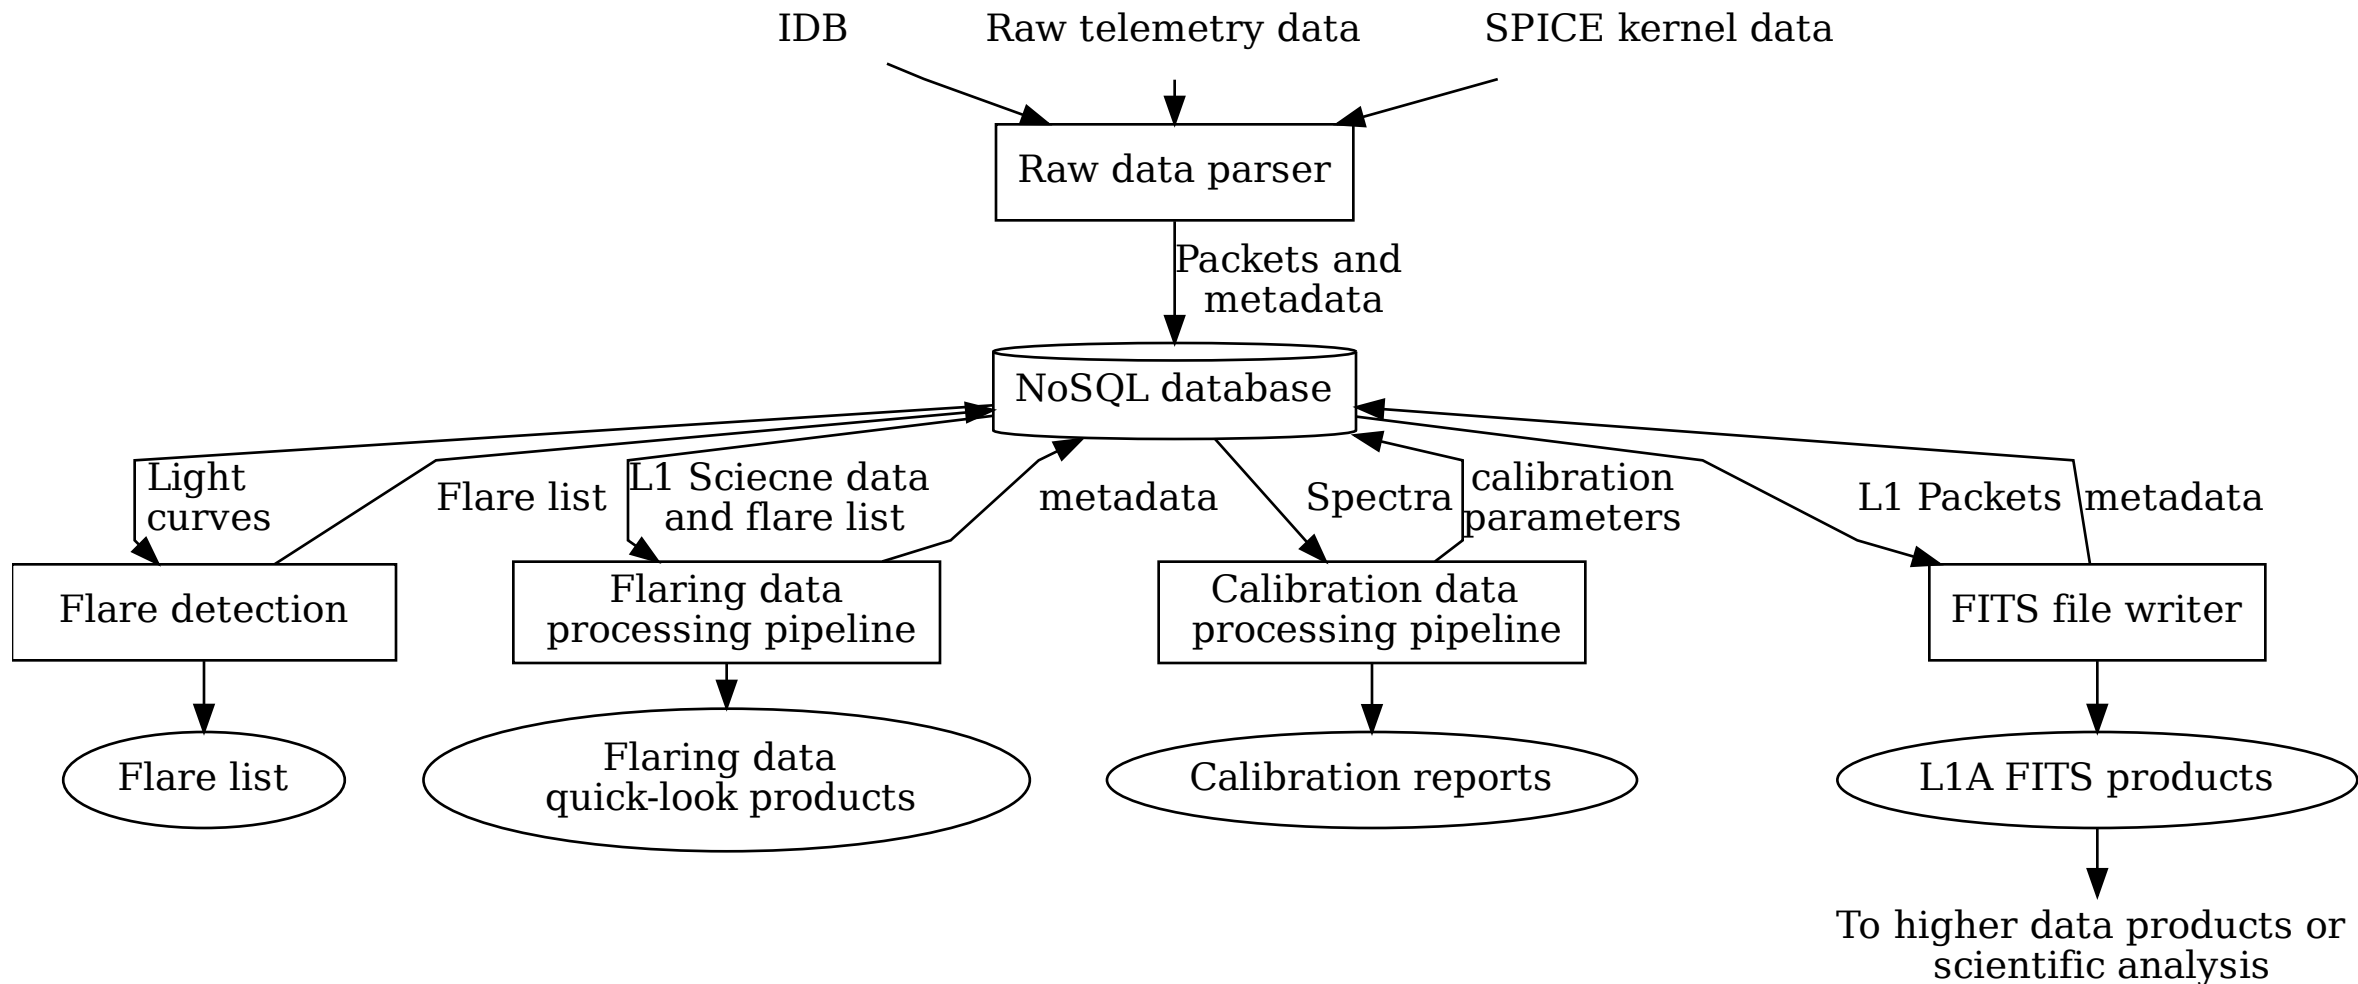 IDB
Raw telemetry data
SPICE kernel data
Raw data parser
Packets and
metadata
NoSQL database
Light
curves
Flare list
L1 Sciecne data
and flare list
metadata
Spectra
calibration
parameters
L1 Packets
metadata
Flare detection
Flaring data
processing pipeline
Calibration data
processing pipeline
FITS file writer
Flare list
Flaring data
quick-look products
Calibration reports
L1A FITS products
To higher data products or
scientific analysis